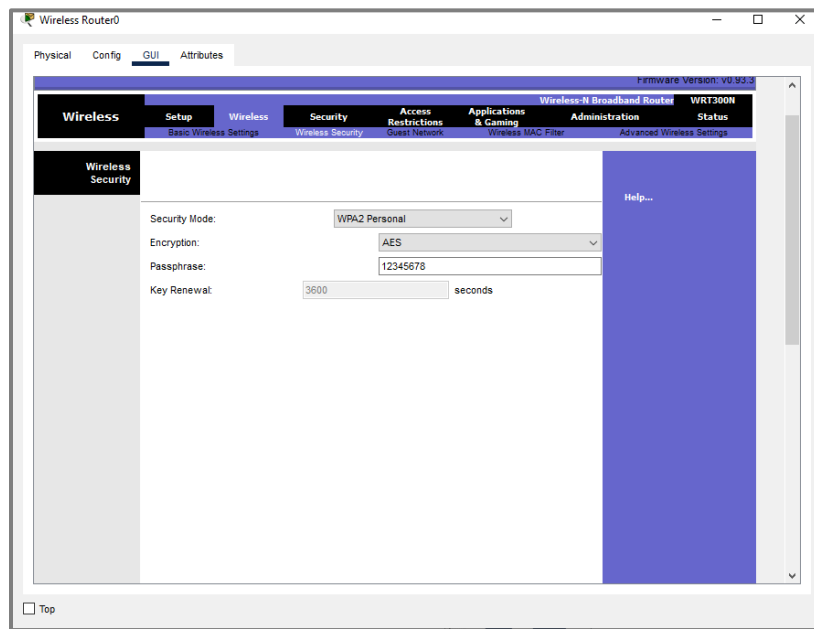 Wireless Router0
Physical Config GUI Attributes
Firmware Version: v0.93.3
Wireless-N Broadband Router WRT300N
Wireless Setup Wireless Security Access Restrictions Applications & Gaming Administration Status
Basic Wireless Settings Wireless Security Guest Network Wireless MAC Filter Advanced Wireless Settings
Wireless
Security
Help...
Security Mode: WPA2 Personal
Encryption: AES
Passphrase: 12345678
Key Renewal: 3600 seconds
Top